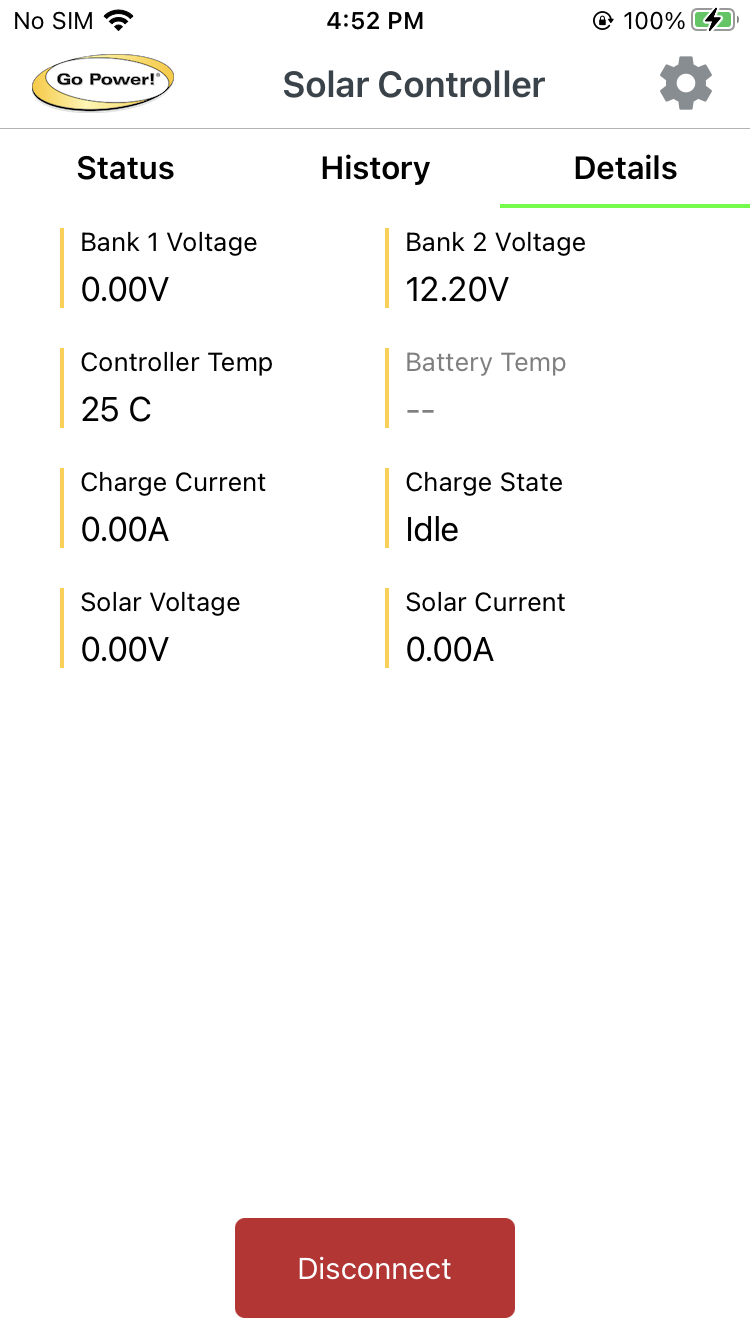 No SIM 4:52 PM 100%
Go Power!® Solar Controller
Status History Details
Bank 1 Voltage Bank 2 Voltage
0.00V 12.20V
Controller Temp Battery Temp
25 C --
Charge Current Charge State
0.00A Idle
Solar Voltage Solar Current
0.00V 0.00A
Disconnect